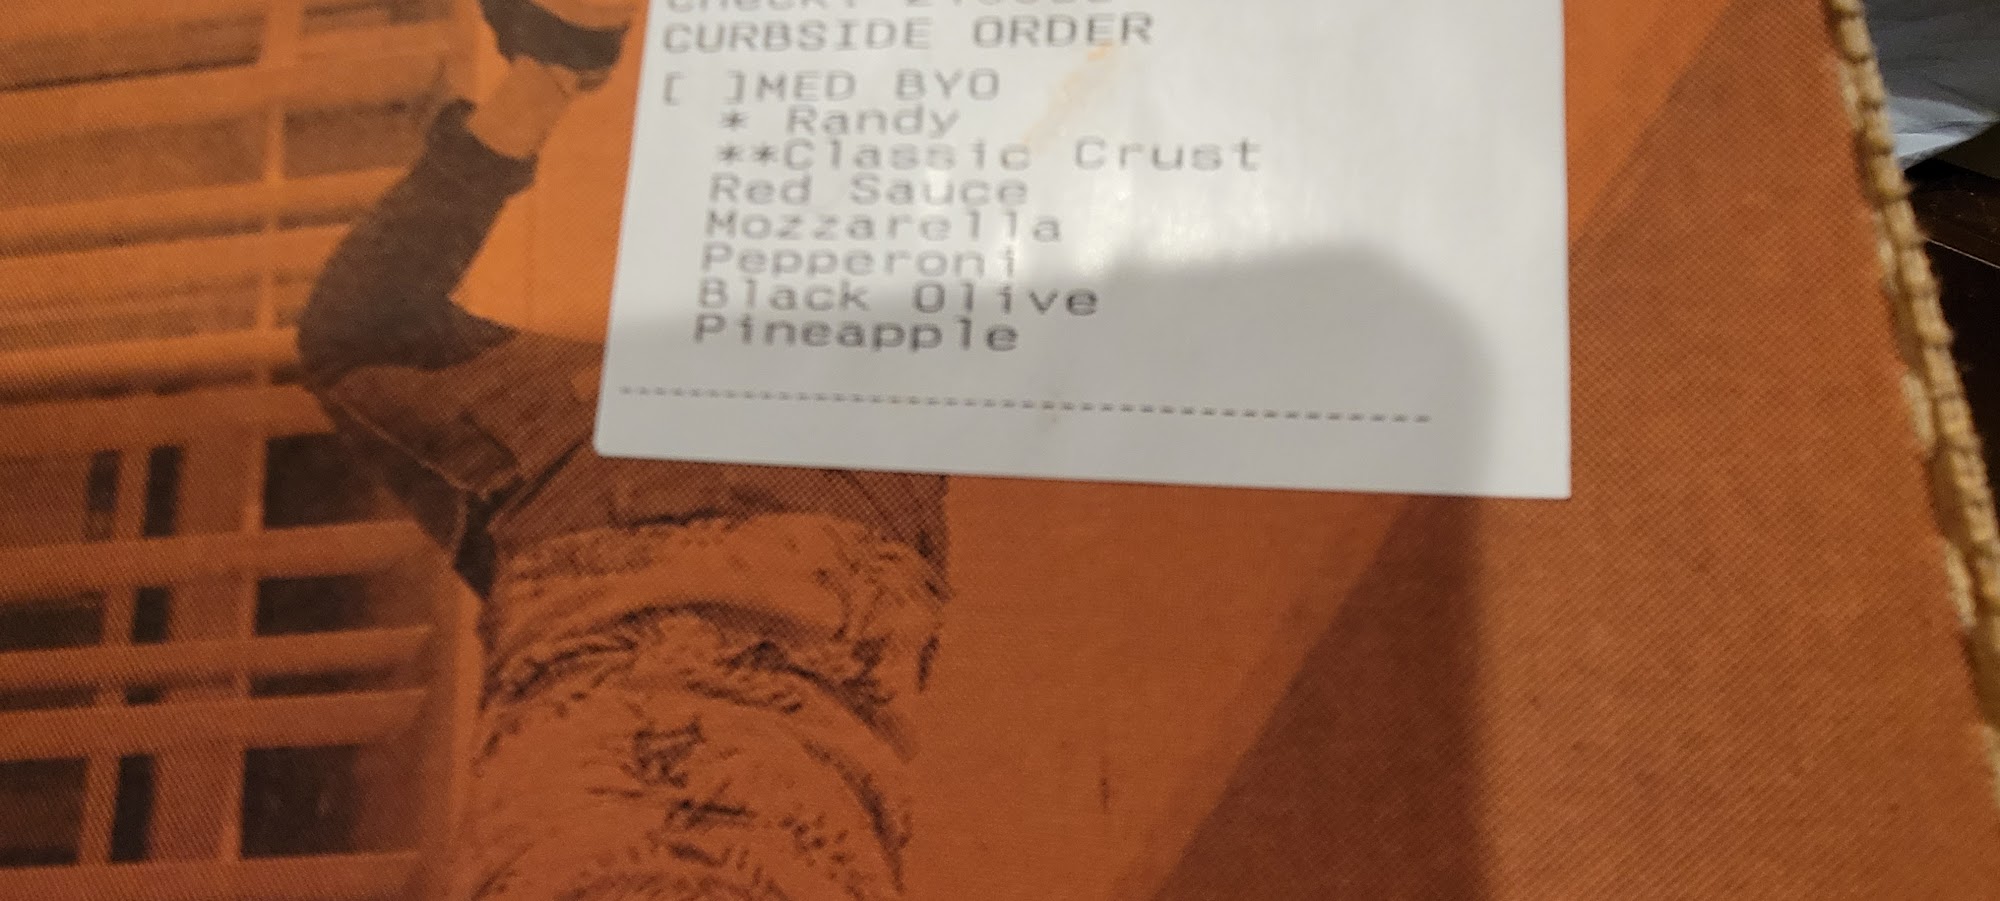 CURBSIDE ORDER
[ ]MED BYO
* Randy
**Classic Crust
Red Sauce
Mozzarella
Pepperoni
Black Olive
Pineapple
----------------------------------------